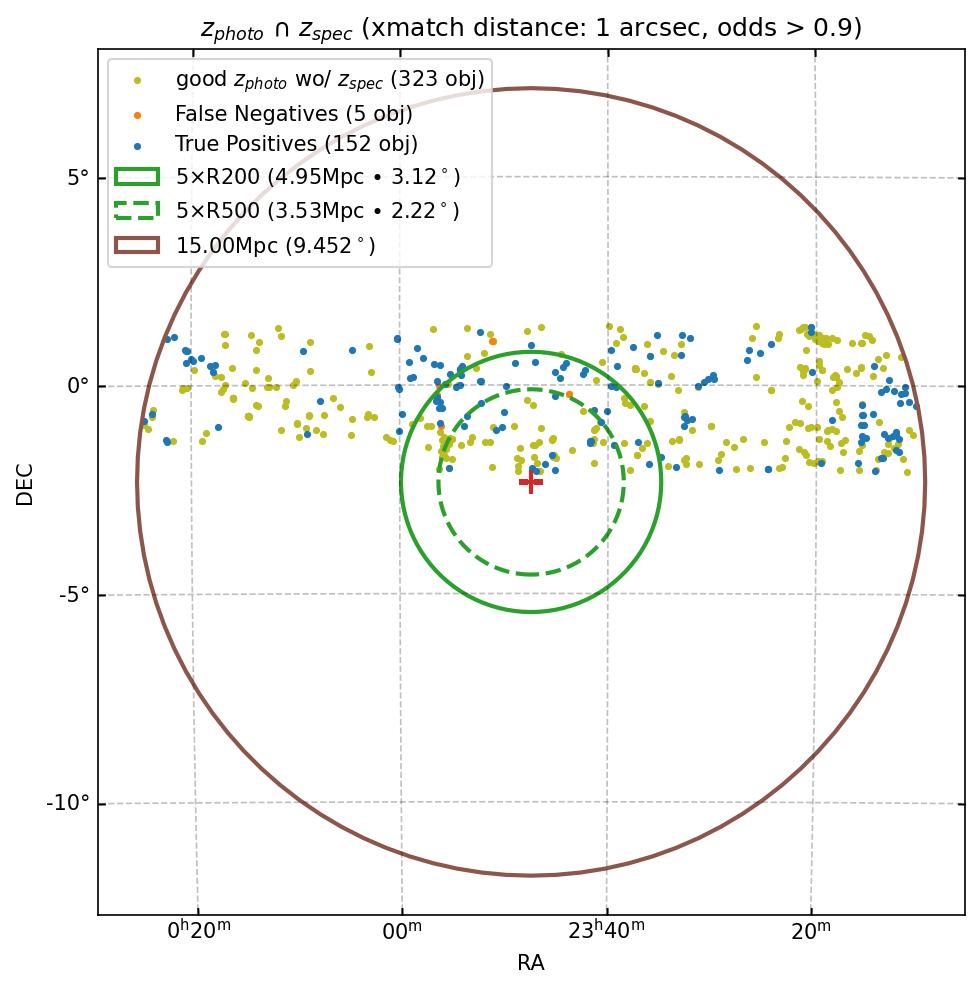 z_photo ∩ z_spec (xmatch distance: 1 arcsec, odds > 0.9)
good z_photo wo/ z_spec (323 obj)
False Negatives (5 obj)
True Positives (152 obj)
5×R200 (4.95Mpc • 3.12°)
5×R500 (3.53Mpc • 2.22°)
15.00Mpc (9.452°)
5°
0°
-5°
-10°
DEC
0h20m 00m 23h40m 20m
RA